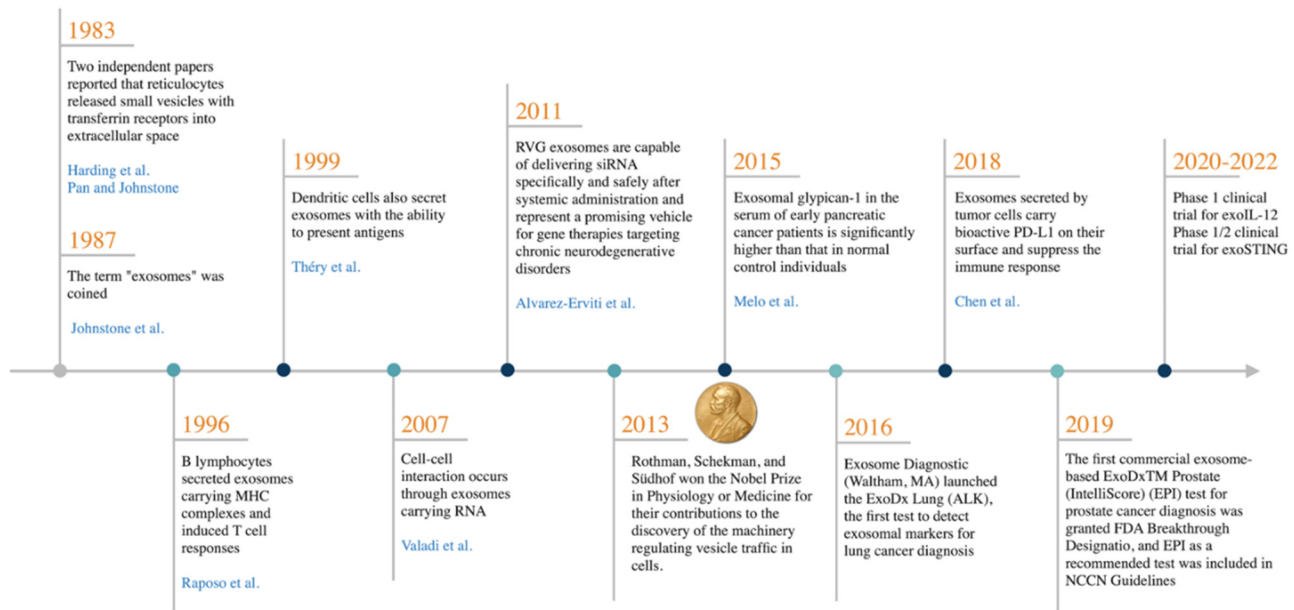 1983
Two independent papers
reported that reticulocytes
released small vesicles with
transferrin receptors into
extracellular space
Harding et al.
Pan and Johnstone
1987
The term "exosomes" was
coined
Johnstone et al.
1996
B lymphocytes
secreted exosomes
carrying MHC
complexes and
induced T cell
responses
Raposo et al.
1999
Dendritic cells also secret
exosomes with the ability
to present antigens
Théry et al.
2007
Cell-cell
interaction occurs
through exosomes
carrying RNA
Valadi et al.
2011
RVG exosomes are capable
of delivering siRNA
specifically and safely after
systemic administration and
represent a promising vehicle
for gene therapies targeting
chronic neurodegenerative
disorders
Alvarez-Erviti et al.
2013
Rothman, Schekman, and
Südhof won the Nobel Prize
in Physiology or Medicine for
their contributions to the
discovery of the machinery
regulating vesicle traffic in
cells.
2015
Exosomal glypican-1 in the
serum of early pancreatic
cancer patients is significantly
higher than that in normal
control individuals
Melo et al.
2016
Exosome Diagnostic
(Waltham, MA) launched
the ExoDx Lung (ALK),
the first test to detect
exosomal markers for
lung cancer diagnosis
2018
Exosomes secreted by
tumor cells carry
bioactive PD-L1 on their
surface and suppress the
immune response
Chen et al.
2019
The first commercial exosome-
based ExoDxTM Prostate
(IntelliScore) (EPI) test for
prostate cancer diagnosis was
granted FDA Breakthrough
Designatio, and EPI as a
recommended test was included in
NCCN Guidelines
2020-2022
Phase 1 clinical
trial for exoIL-12
Phase 1/2 clinical
trial for exoSTING